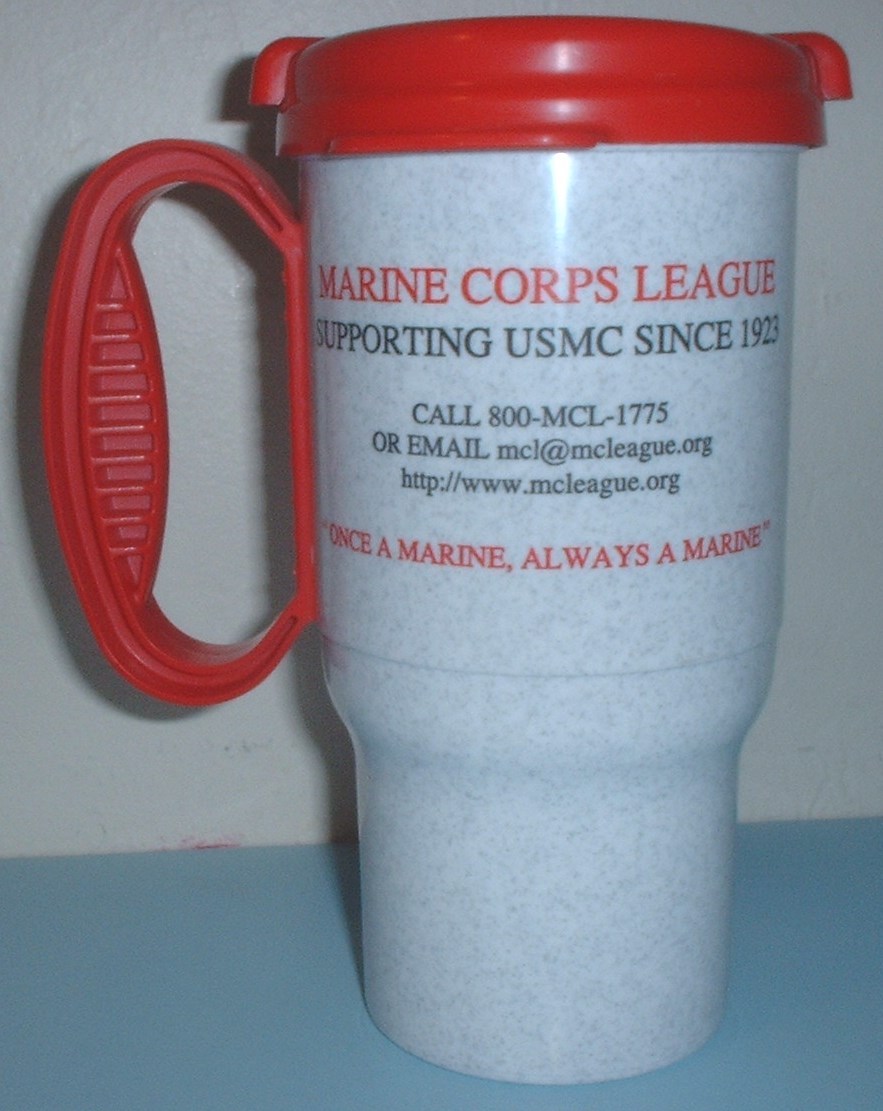 MARINE CORPS LEAGUE
SUPPORTING USMC SINCE 1923
CALL 800-MCL-1775
OR EMAIL mcl@mcleague.org
http://www.mcleague.org
"ONCE A MARINE, ALWAYS A MARINE"